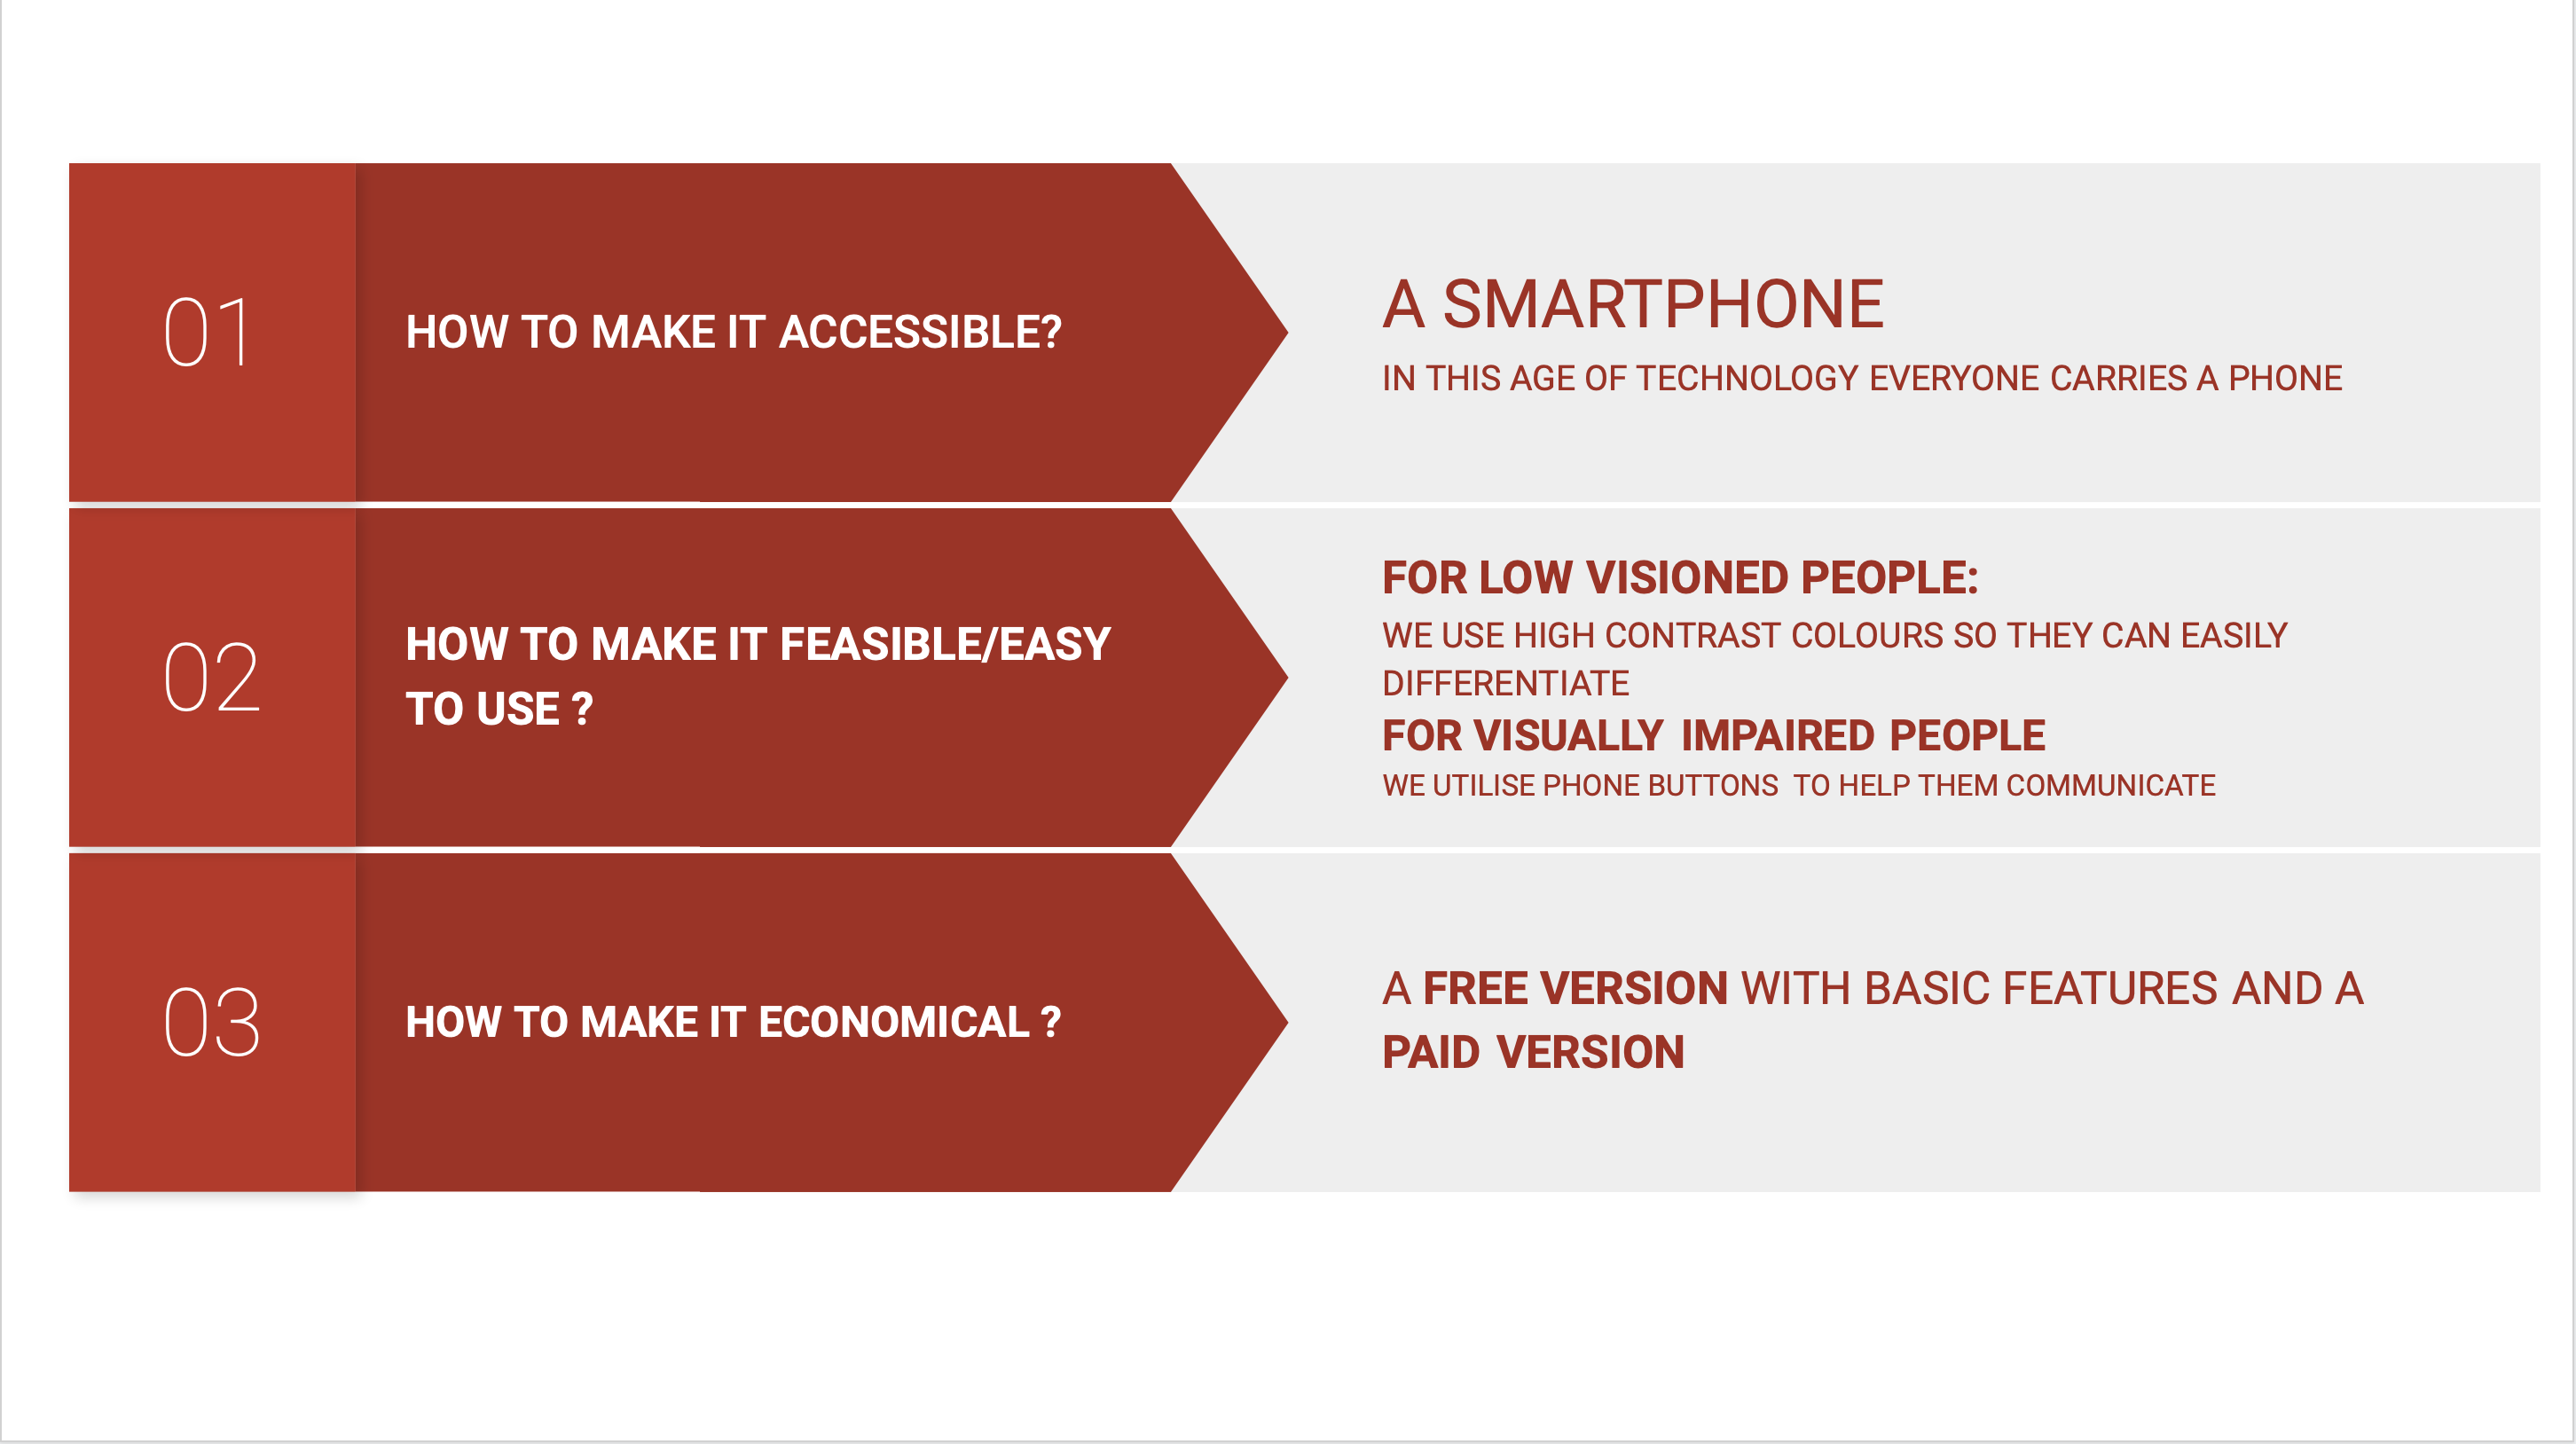 01
HOW TO MAKE IT ACCESSIBLE?
A SMARTPHONE
IN THIS AGE OF TECHNOLOGY EVERYONE CARRIES A PHONE
02
HOW TO MAKE IT FEASIBLE/EASY
TO USE ?
FOR LOW VISIONED PEOPLE:
WE USE HIGH CONTRAST COLOURS SO THEY CAN EASILY
DIFFERENTIATE
FOR VISUALLY IMPAIRED PEOPLE
WE UTILISE PHONE BUTTONS TO HELP THEM COMMUNICATE
03
HOW TO MAKE IT ECONOMICAL ?
A FREE VERSION WITH BASIC FEATURES AND A
PAID VERSION